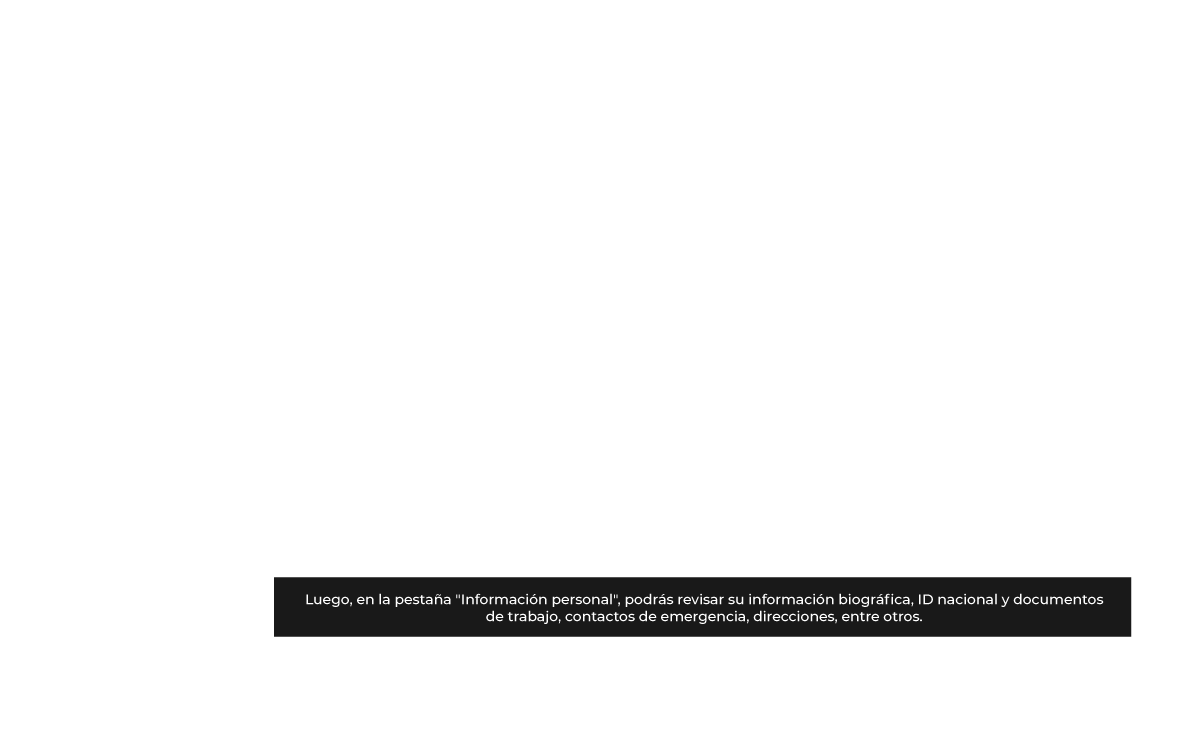 Luego, en la pestaña "Información personal", podrás revisar su información biográfica, ID nacional y documentos
de trabajo, contactos de emergencia, direcciones, entre otros.